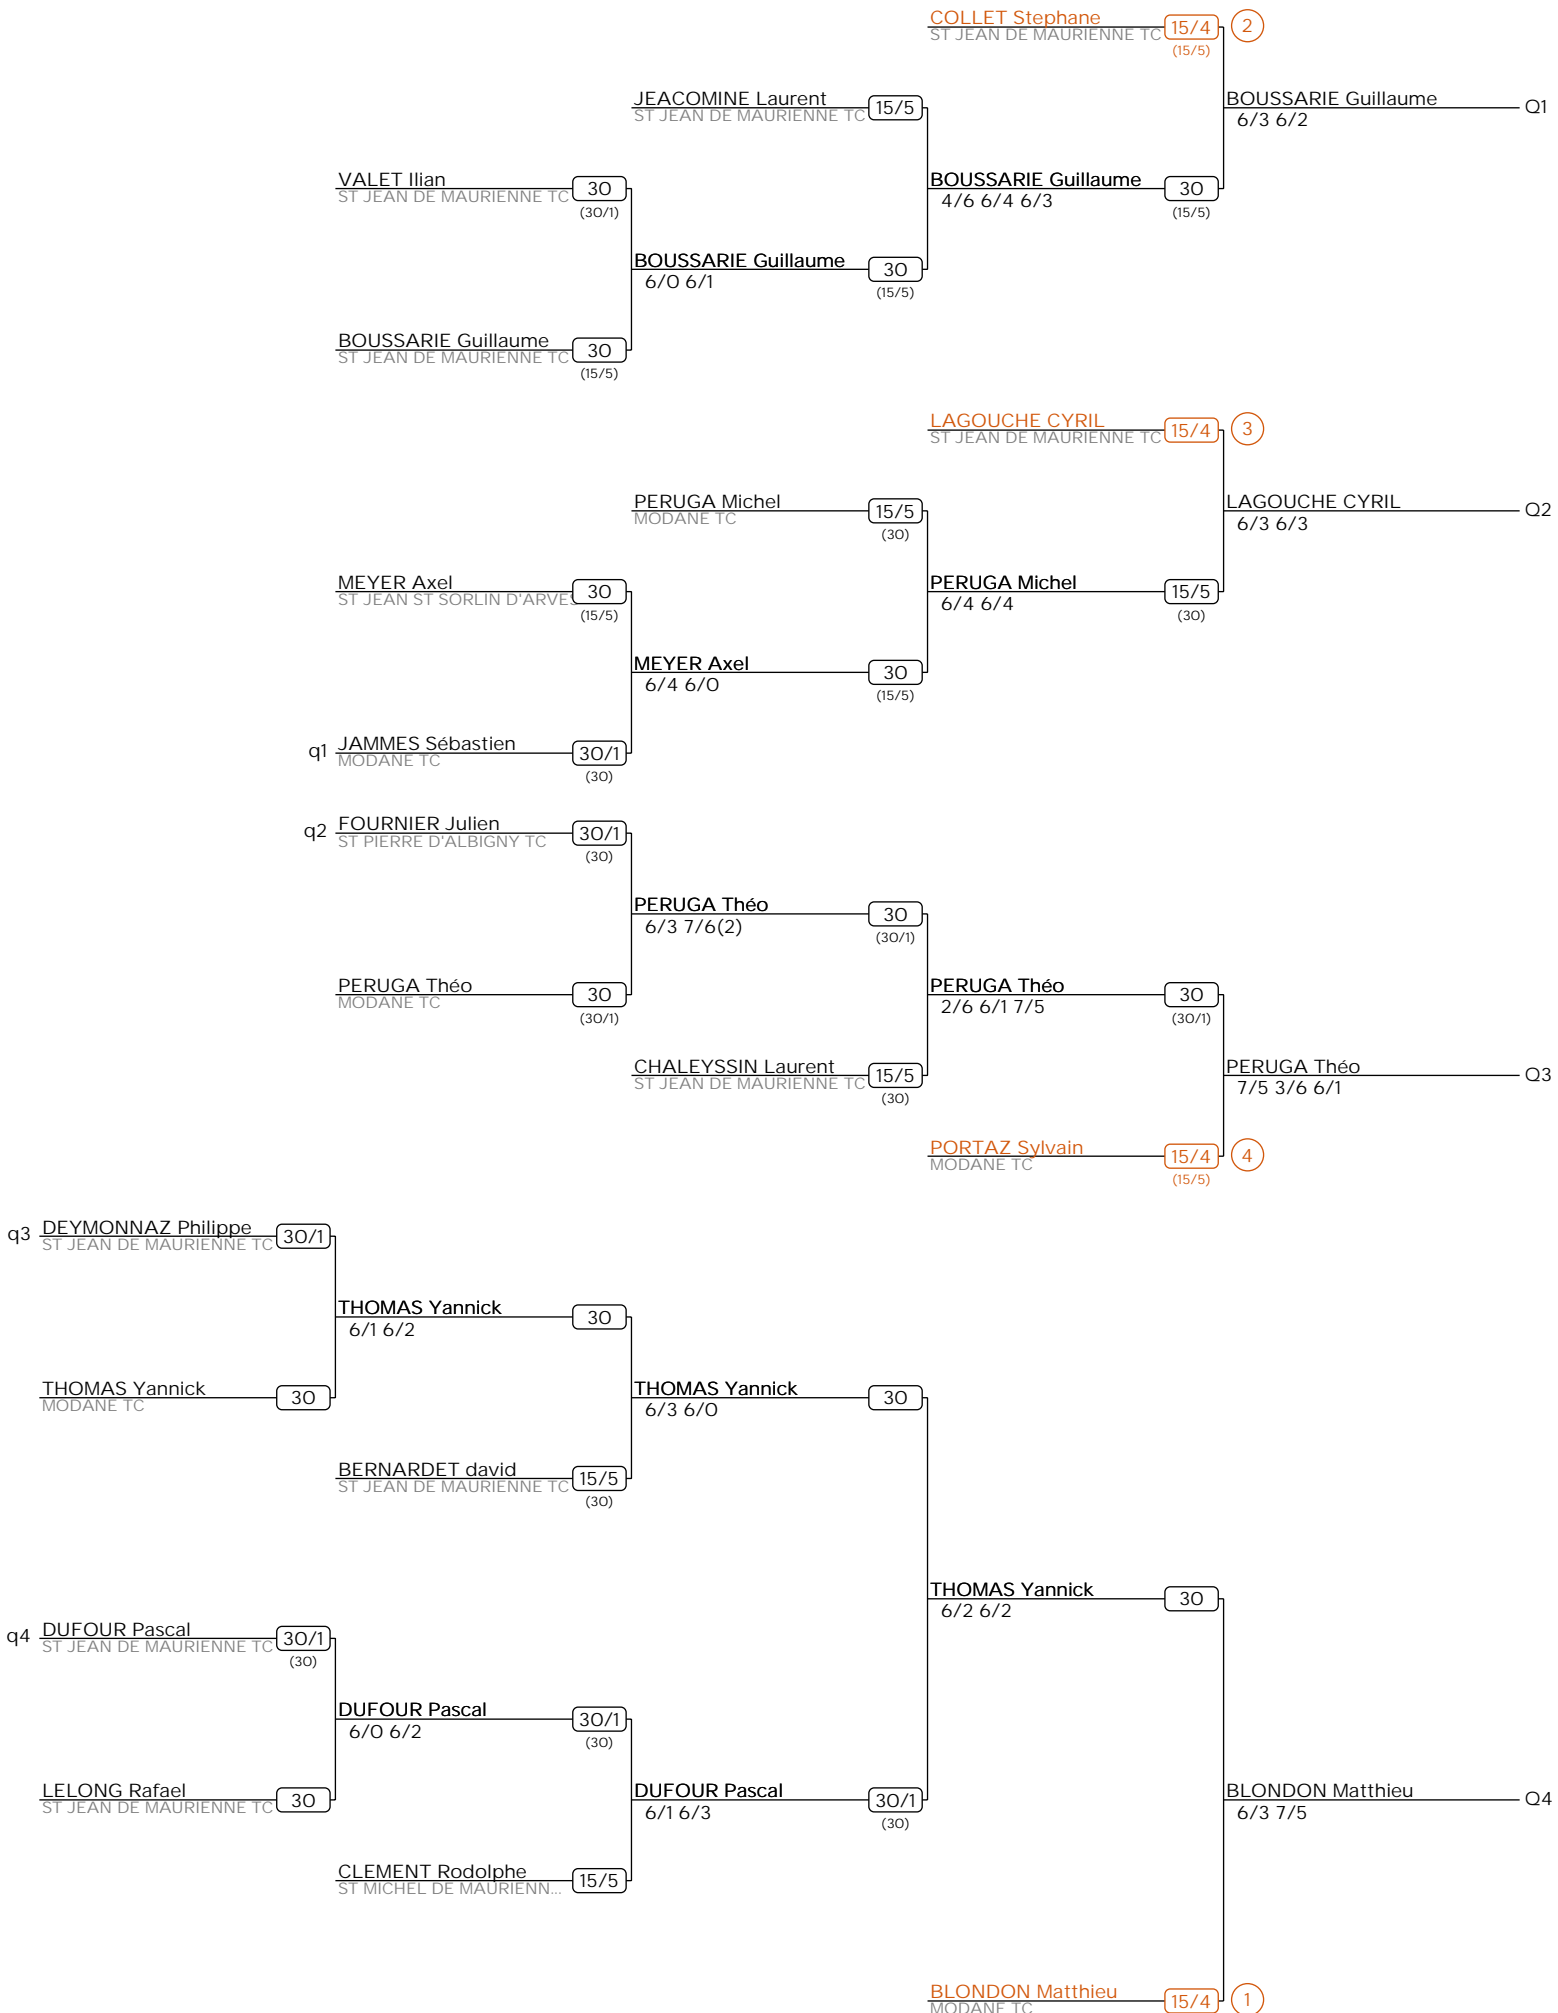 COLLET Stephane
ST JEAN DE MAURIENNE TC
15/4
(15/5)
2
JEACOMINE Laurent
ST JEAN DE MAURIENNE TC
15/5
BOUSSARIE Guillaume
6/3 6/2
Q1
VALET Ilian
ST JEAN DE MAURIENNE TC
30
(30/1)
BOUSSARIE Guillaume
4/6 6/4 6/3
30
(15/5)
BOUSSARIE Guillaume
6/0 6/1
30
(15/5)
BOUSSARIE Guillaume
ST JEAN DE MAURIENNE TC
30
(15/5)
LAGOUCHE CYRIL
ST JEAN DE MAURIENNE TC
15/4
3
PERUGA Michel
MODANE TC
15/5
(30)
LAGOUCHE CYRIL
6/3 6/3
Q2
MEYER Axel
ST JEAN ST SORLIN D'ARVES
30
(15/5)
PERUGA Michel
6/4 6/4
15/5
(30)
MEYER Axel
6/4 6/0
30
(15/5)
q1
JAMMES Sébastien
MODANE TC
30/1
(30)
q2
FOURNIER Julien
ST PIERRE D'ALBIGNY TC
30/1
(30)
PERUGA Théo
6/3 7/6(2)
30
(30/1)
PERUGA Théo
MODANE TC
30
(30/1)
PERUGA Théo
2/6 6/1 7/5
30
(30/1)
CHALEYSSIN Laurent
ST JEAN DE MAURIENNE TC
15/5
(30)
PERUGA Théo
7/5 3/6 6/1
Q3
PORTAZ Sylvain
MODANE TC
15/4
(15/5)
4
q3
DEYMONNAZ Philippe
ST JEAN DE MAURIENNE TC
30/1
THOMAS Yannick
6/1 6/2
30
THOMAS Yannick
MODANE TC
30
THOMAS Yannick
6/3 6/0
30
BERNARDET david
ST JEAN DE MAURIENNE TC
15/5
(30)
THOMAS Yannick
6/2 6/2
30
q4
DUFOUR Pascal
ST JEAN DE MAURIENNE TC
30/1
(30)
DUFOUR Pascal
6/0 6/2
30/1
(30)
LELONG Rafael
ST JEAN DE MAURIENNE TC
30
DUFOUR Pascal
6/1 6/3
30/1
(30)
BLONDON Matthieu
6/3 7/5
Q4
CLEMENT Rodolphe
ST MICHEL DE MAURIENN...
15/5
BLONDON Matthieu
MODANE TC
15/4
1